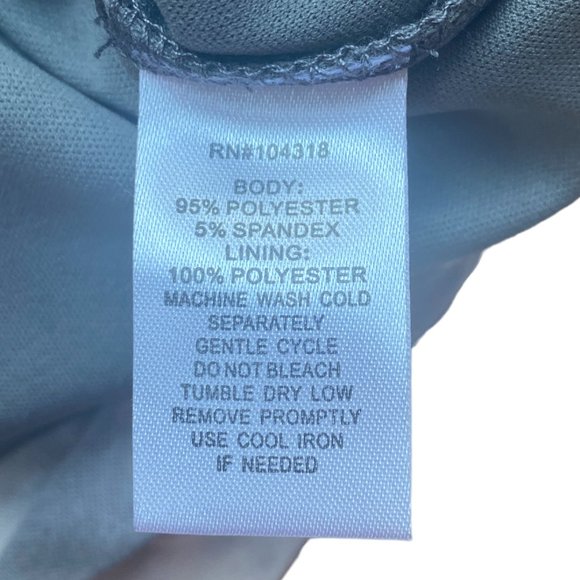 RN#104318
BODY:
95% POLYESTER
5% SPANDEX
LINING:
100% POLYESTER
MACHINE WASH COLD
SEPARATELY
GENTLE CYCLE
DO NOT BLEACH
TUMBLE DRY LOW
REMOVE PROMPTLY
USE COOL IRON
IF NEEDED